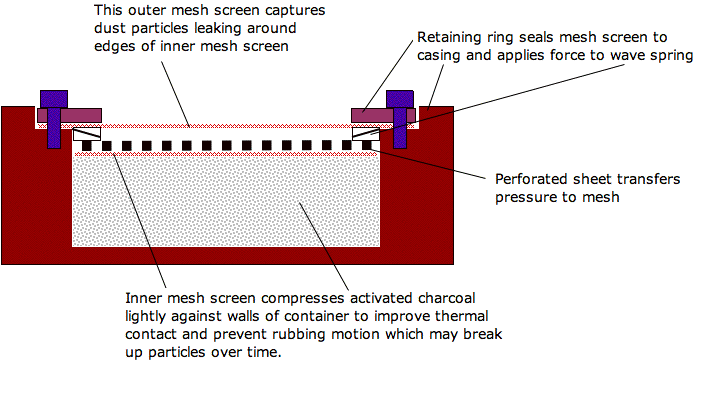 This outer mesh screen captures
dust particles leaking around
edges of inner mesh screen
Retaining ring seals mesh screen to
casing and applies force to wave spring
Perforated sheet transfers
pressure to mesh
Inner mesh screen compresses activated charcoal
lightly against walls of container to improve thermal
contact and prevent rubbing motion which may break
up particles over time.